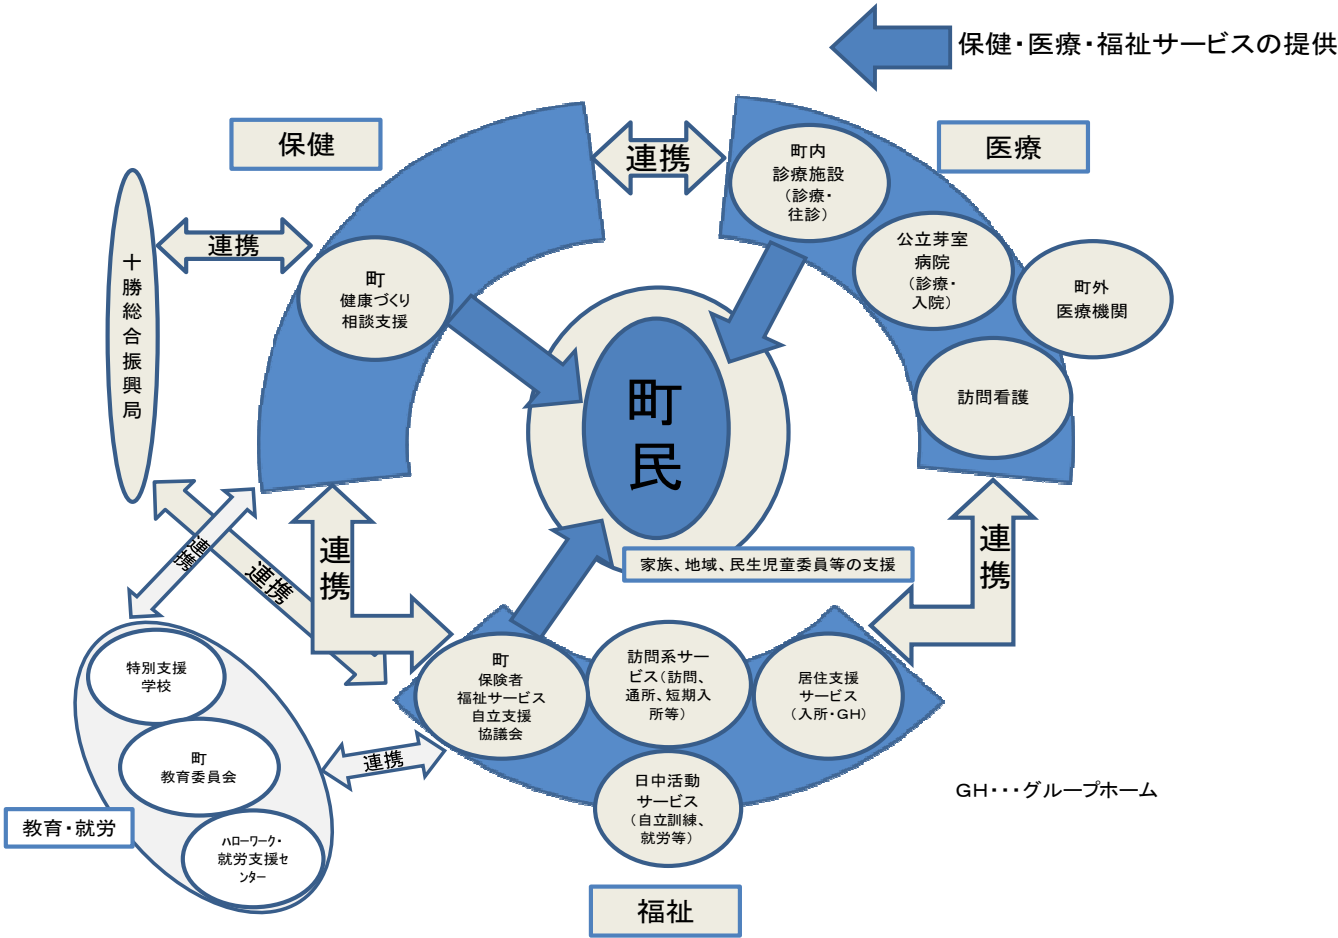 保健・医療・福祉サービスの提供
保健
連携
医療
町内
診療施設
（診療・
往診）
公立芽室
病院
（診療・
入院）
町外
医療機関
訪問看護
連携
十勝総合振興局
町
健康づくり
相談支援
町民
家族、地域、民生児童委員等の支援
連携
連携
連携
連携
町
保険者
福祉サービス
自立支援
協議会
訪問系サー
ビス（訪問、
通所、短期入
所等）
居住支援
サービス
（入所・GH）
日中活動
サービス
（自立訓練、
就労等）
連携
特別支援
学校
町
教育委員会
ﾊﾛｰﾜｰｸ・
就労支援ｾ
ﾝﾀｰ
教育・就労
GH・・・グループホーム
福祉